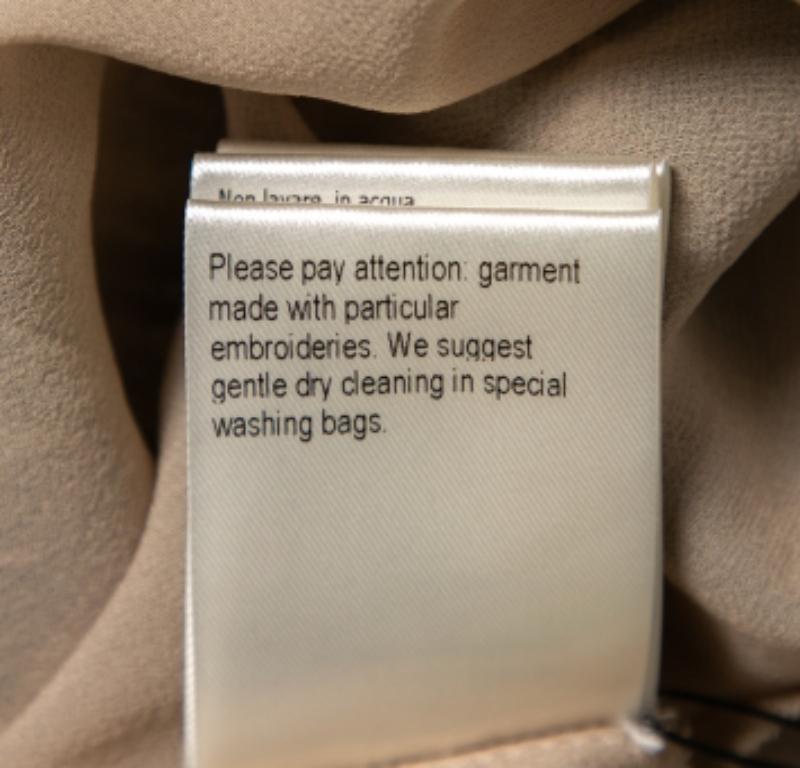 Non lavare in acqua
Please pay attention: garment
made with particular
embroideries. We suggest
gentle dry cleaning in special
washing bags.